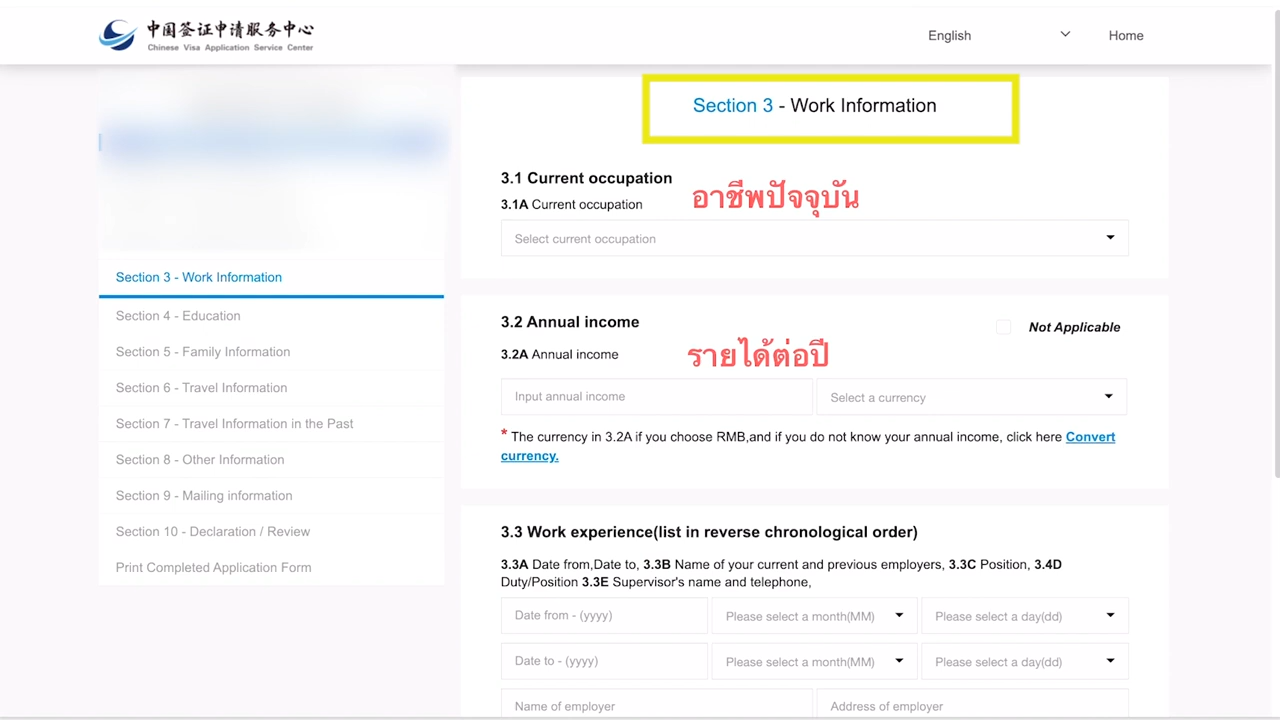 中国签证申请服务中心
Chinese Visa Application Service Center
English
Home
Section 3 - Work Information
Section 4 - Education
Section 5 - Family Information
Section 6 - Travel Information
Section 7 - Travel Information in the Past
Section 8 - Other Information
Section 9 - Mailing information
Section 10 - Declaration / Review
Print Completed Application Form
Section 3 - Work Information
3.1 Current occupation
3.1A Current occupation
อาชีพปัจจุบัน
Select current occupation
3.2 Annual income
Not Applicable
3.2A Annual income
รายได้ต่อปี
Input annual income
Select a currency
* The currency in 3.2A if you choose RMB,and if you do not know your annual income, click here Convert
currency.
3.3 Work experience(list in reverse chronological order)
3.3A Date from,Date to, 3.3B Name of your current and previous employers, 3.3C Position, 3.4D
Duty/Position 3.3E Supervisor's name and telephone,
Date from - (yyyy)
Please select a month(MM)
Please select a day(dd)
Date to - (yyyy)
Please select a month(MM)
Please select a day(dd)
Name of employer
Address of employer